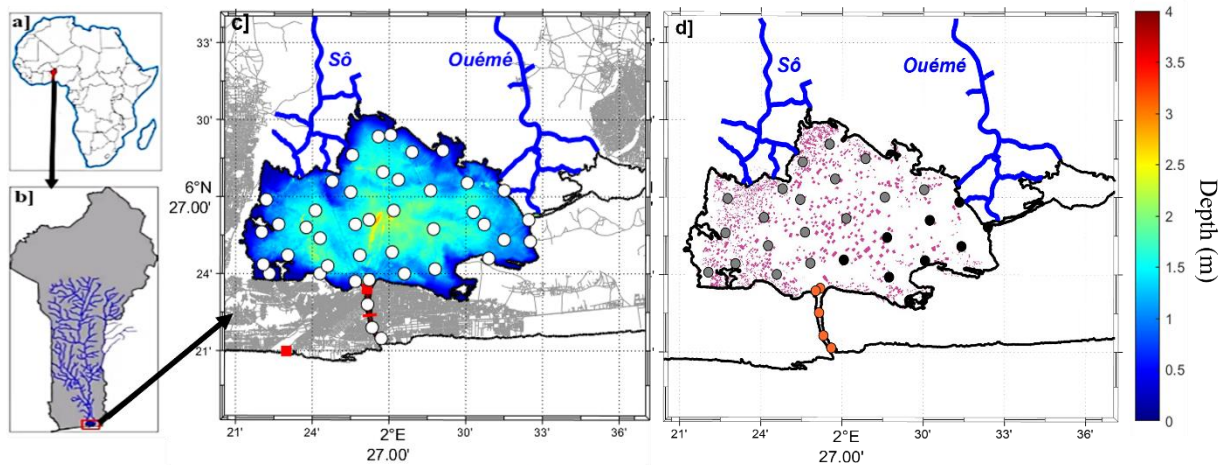 a]
b]
c]
Sô
Ouémé
33'
30'
6°N
27.00'
24'
21'
21'
24'
2°E
27.00'
30'
33'
36'
d]
Sô
Ouémé
21'
24'
2°E
27.00'
30'
33'
36'
4
3.5
3
2.5
2
1.5
1
0.5
0
Depth (m)